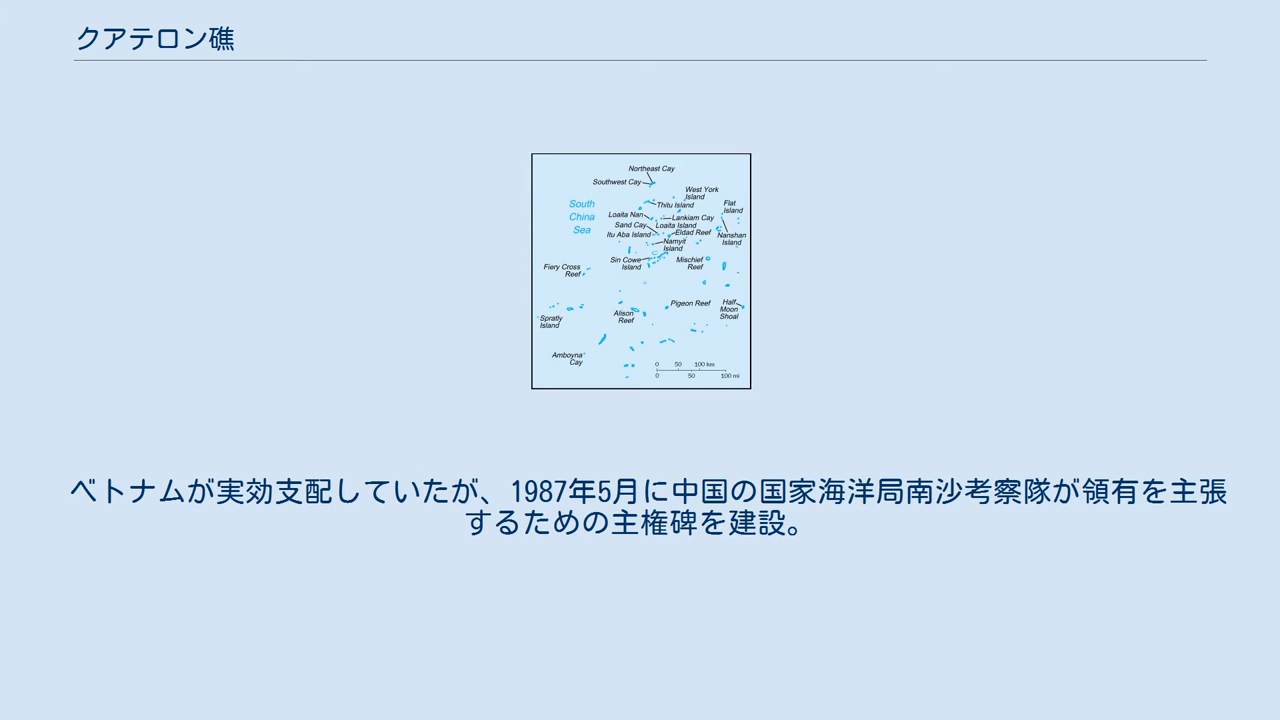 クアテロン礁
Northeast Cay
Southwest Cay
West York
Island
South
China
Sea
Thitu Island
Flat
Island
Loaita Nan
Lankiam Cay
Sand Cay
Loaita Island
Itu Aba Island
Eldad Reef
Nanshan
Island
Namyit
Island
Sin Cowe
Island
Mischief
Reef
Fiery Cross
Reef
Pigeon Reef
Half
Moon
Shoal
Alison
Reef
Spratly
Island
Amboyna
Cay
0 50 100 km
0 50 100 mi
ベトナムが実効支配していたが、1987年5月に中国の国家海洋局南沙考察隊が領有を主張
するための主権碑を建設。